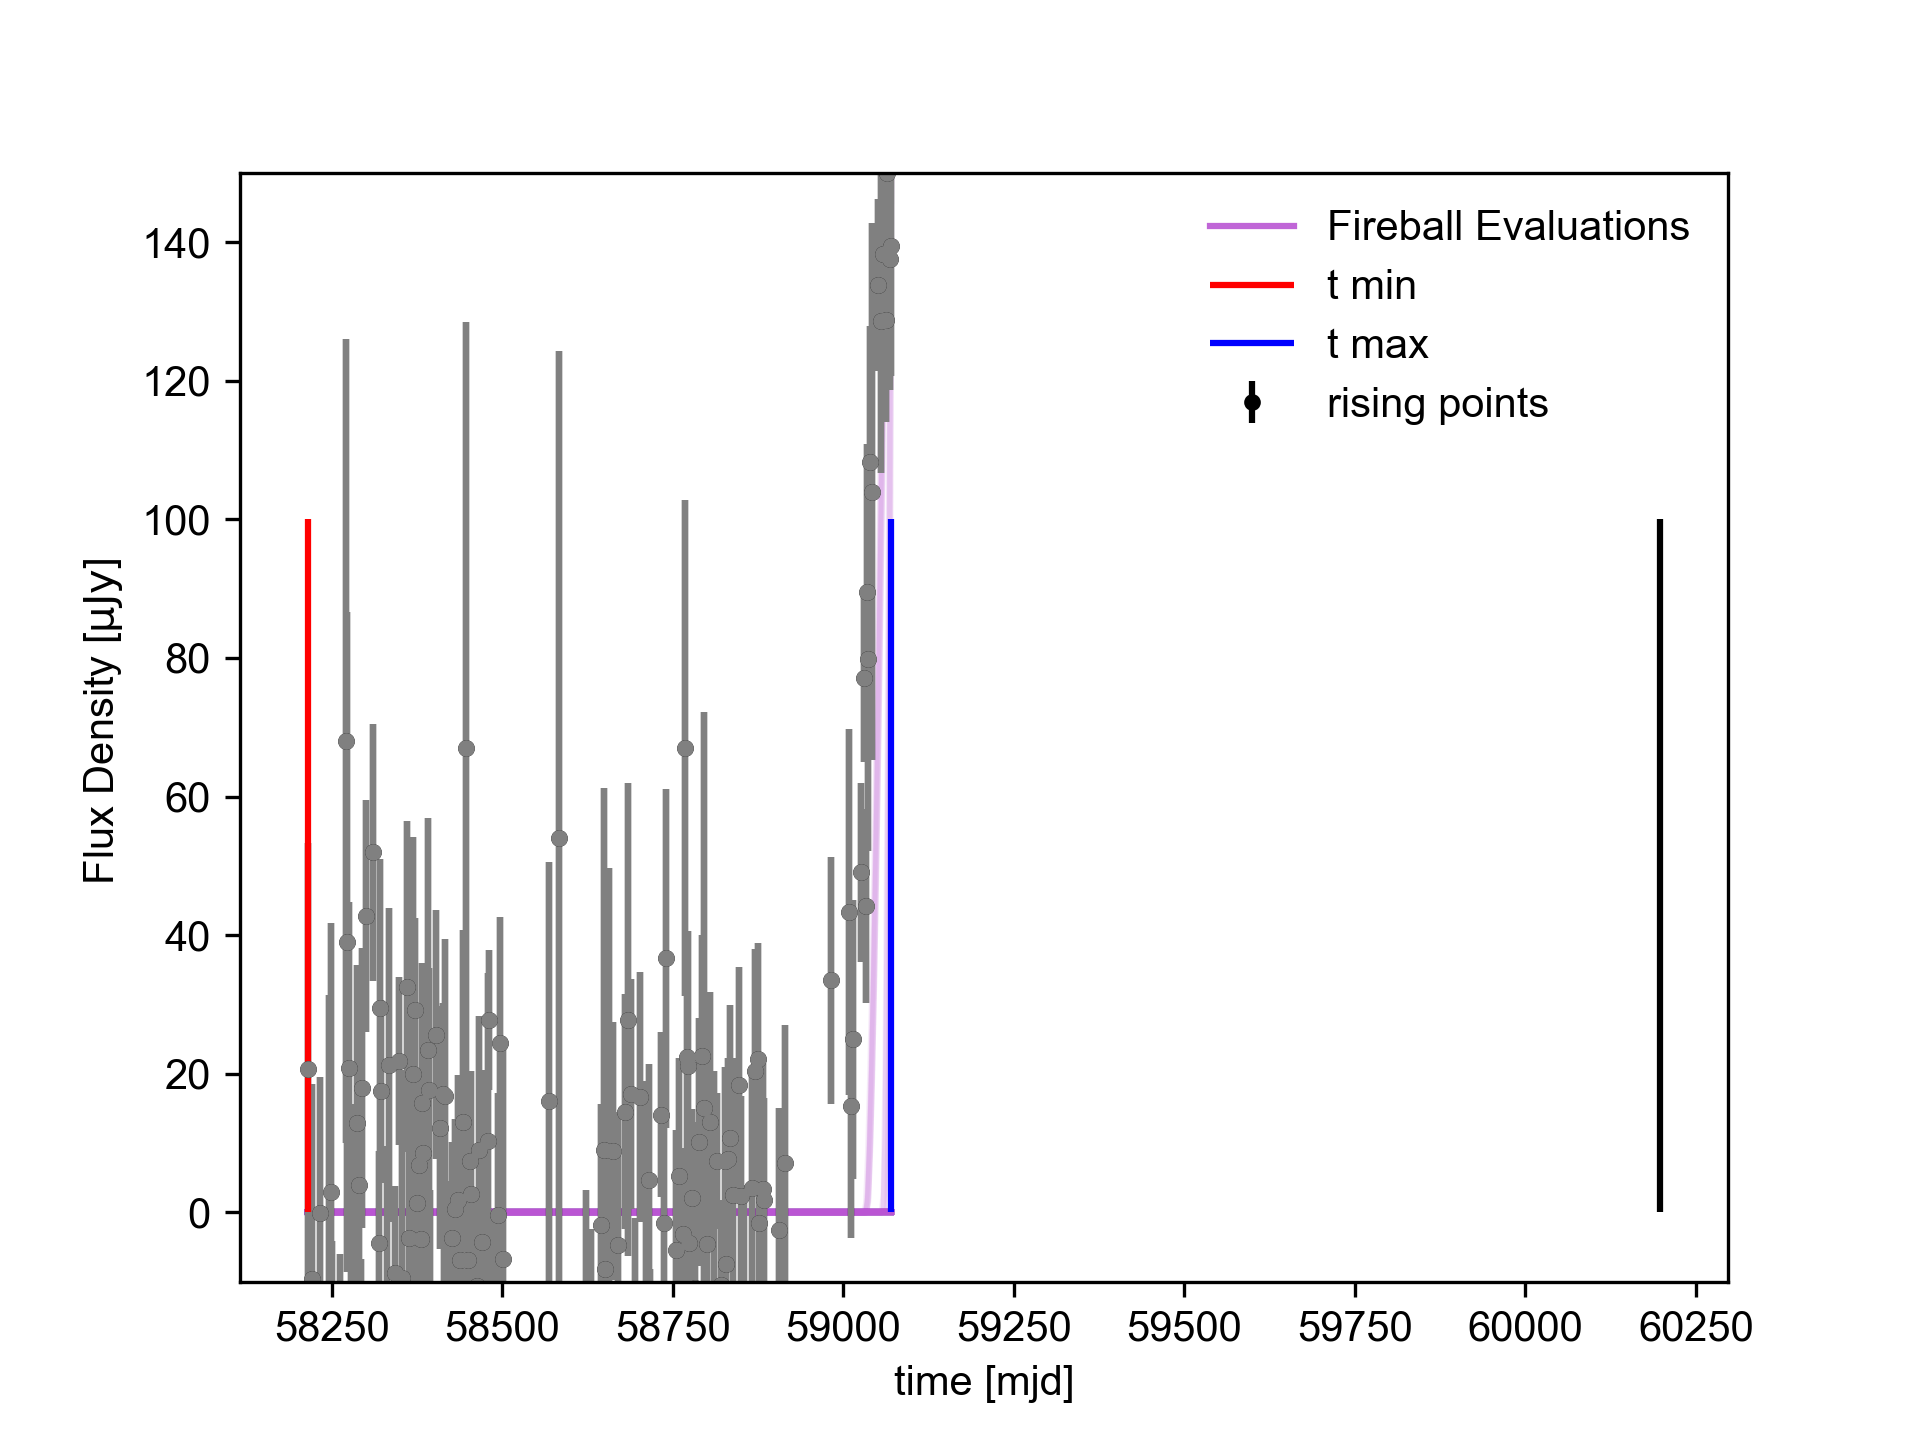 Fireball Evaluations
t min
t max
rising points
Flux Density [µJy]
140
120
100
80
60
40
20
0
58250 58500 58750 59000 59250 59500 59750 60000 60250
time [mjd]